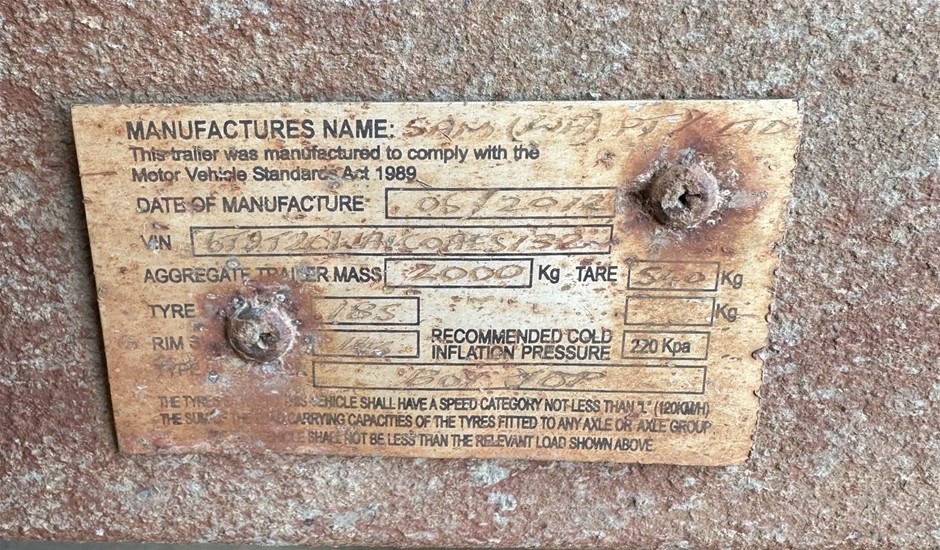 MANUFACTURES NAME: SAM (WA) PTY LTD
This trailer was manufactured to comply with the
Motor Vehicle Standards Act 1989
DATE OF MANUFACTURE 05/2012
VIN
AGGREGATE TRAILER MASS 2000 Kg TARE 540 Kg
TYRE 185 Kg
RIM RECOMMENDED COLD
INFLATION PRESSURE 220 Kpa
TYPE BOX TOP
THE TYRES VEHICLE SHALL HAVE A SPEED CATEGORY NOT LESS THAN "L" (120KM/H)
THE SUM CARRYING CAPACITIES OF THE TYRES FITTED TO ANY AXLE OR AXLE GROUP
SHALL NOT BE LESS THAN THE RELEVANT LOAD SHOWN ABOVE.